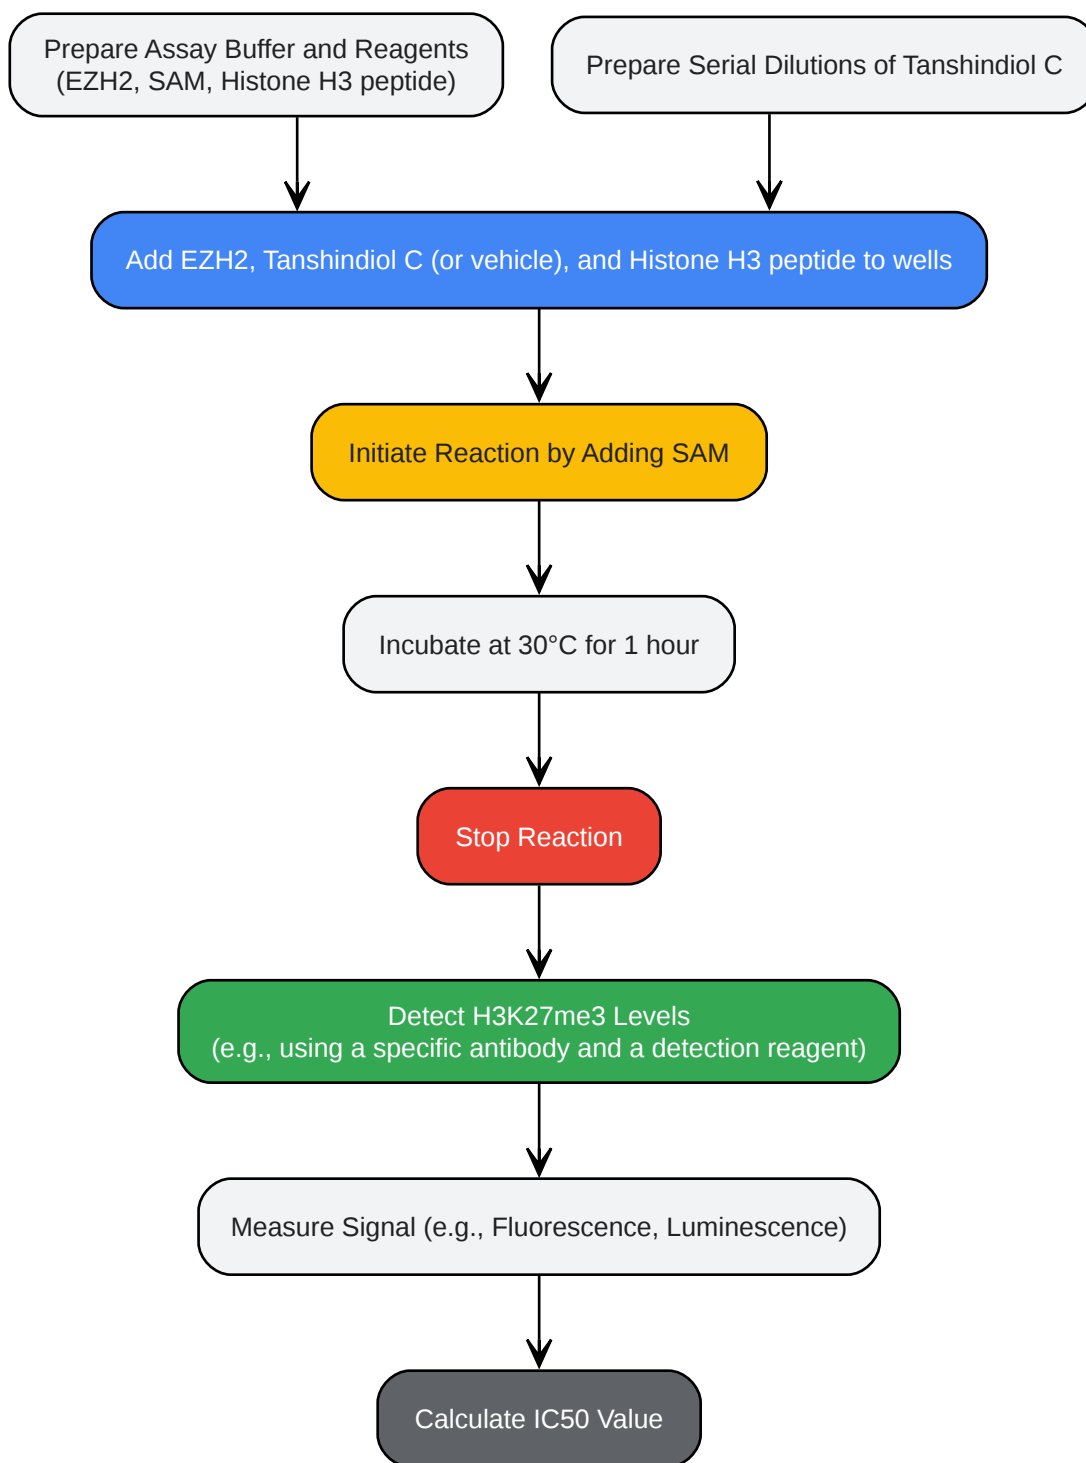 Prepare Assay Buffer and Reagents
(EZH2, SAM, Histone H3 peptide)
Prepare Serial Dilutions of Tanshindiol C
Add EZH2, Tanshindiol C (or vehicle), and Histone H3 peptide to wells
Initiate Reaction by Adding SAM
Incubate at 30°C for 1 hour
Stop Reaction
Detect H3K27me3 Levels
(e.g., using a specific antibody and a detection reagent)
Measure Signal (e.g., Fluorescence, Luminescence)
Calculate IC50 Value